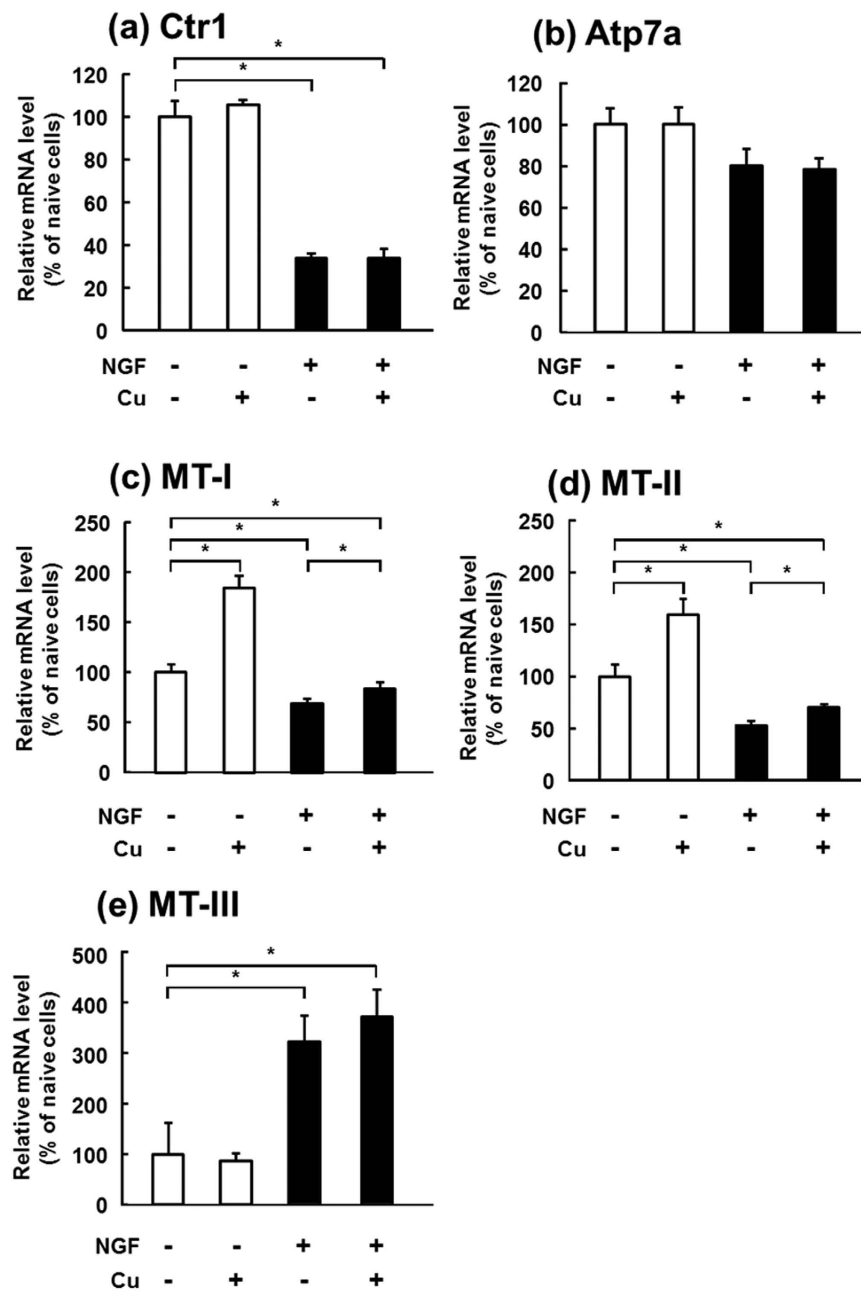 (a) Ctr1
Relative mRNA level
(% of naive cells)
120
100
80
60
40
20
0
*
*
NGF - - + +
Cu - + - +
(b) Atp7a
Relative mRNA level
(% of naive cells)
120
100
80
60
40
20
0
NGF - - + +
Cu - + - +
(c) MT-I
Relative mRNA level
(% of naive cells)
250
200
150
100
50
0
*
*
*
*
NGF - - + +
Cu - + - +
(d) MT-II
Relative mRNA level
(% of naive cells)
250
200
150
100
50
0
*
*
*
*
NGF - - + +
Cu - + - +
(e) MT-III
Relative mRNA level
(% of naive cells)
500
400
300
200
100
0
*
*
NGF - - + +
Cu - + - +